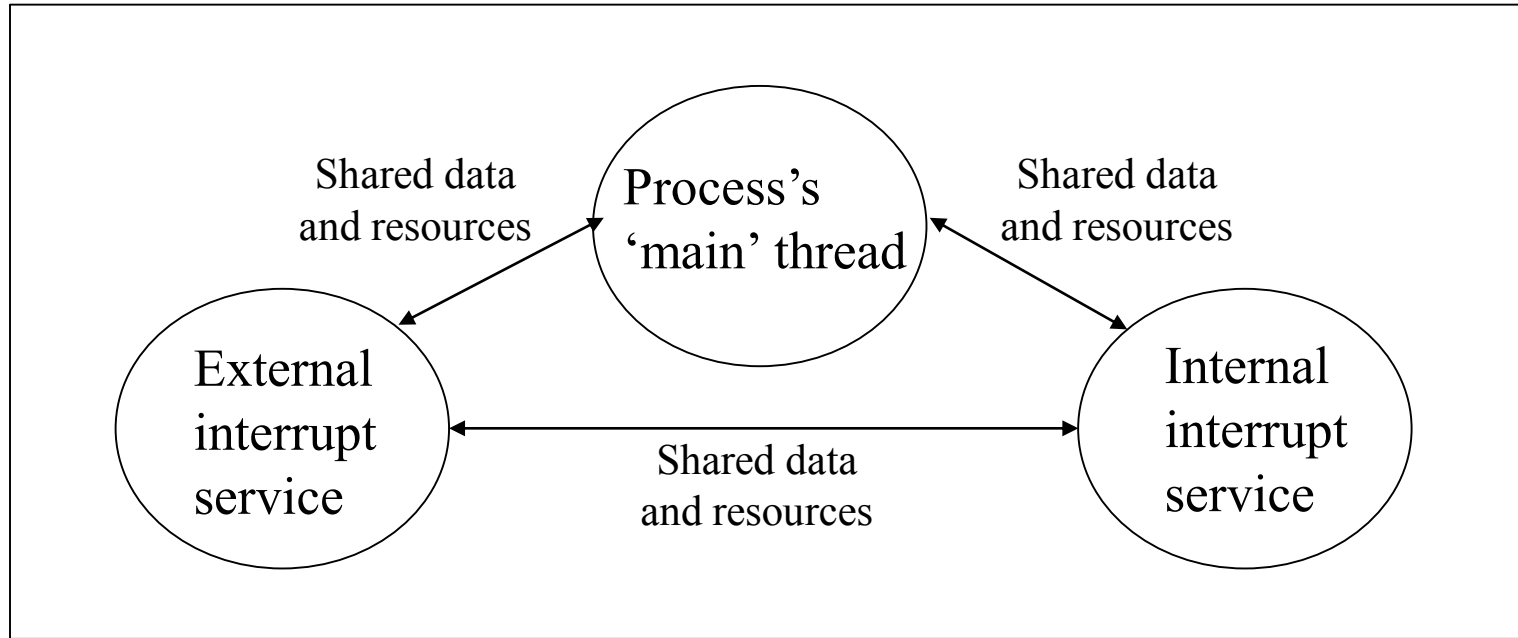 Shared data
and resources
Process’s
‘main’ thread
Shared data
and resources
External
interrupt
service
Shared data
and resources
Internal
interrupt
service